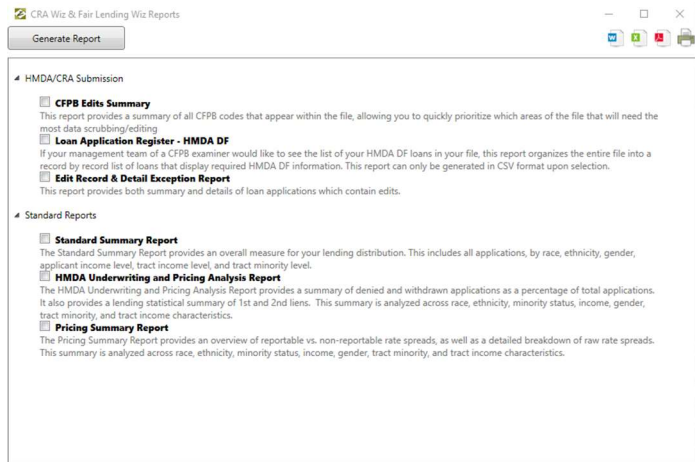 CRA Wiz & Fair Lending Wiz Reports
Generate Report
HMDA/CRA Submission
CFPB Edits Summary
This report provides a summary of all CFPB codes that appear within the file, allowing you to quickly prioritize which areas of the file that will need the
most data scrubbing/editing
Loan Application Register - HMDA DF
If your management team of a CFPB examiner would like to see the list of your HMDA DF loans in your file, this report organizes the entire file into a
record by record list of loans that display required HMDA DF information. This report can only be generated in CSV format upon selection.
Edit Record & Detail Exception Report
This report provides both summary and details of loan applications which contain edits.
Standard Reports
Standard Summary Report
The Standard Summary Report provides an overall measure for your lending distribution. This includes all applications, by race, ethnicity, gender,
applicant income level, tract income level, and tract minority level.
HMDA Underwriting and Pricing Analysis Report
The HMDA Underwriting and Pricing Analysis Report provides a summary of denied and withdrawn applications as a percentage of total applications.
It also provides a lending statistical summary of 1st and 2nd liens. This summary is analyzed across race, ethnicity, minority status, income, gender,
tract minority, and tract income characteristics.
Pricing Summary Report
The Pricing Summary Report provides an overview of reportable vs. non-reportable rate spreads, as well as a detailed breakdown of raw rate spreads.
This summary is analyzed across race, ethnicity, minority status, income, gender, tract minority, and tract income characteristics.